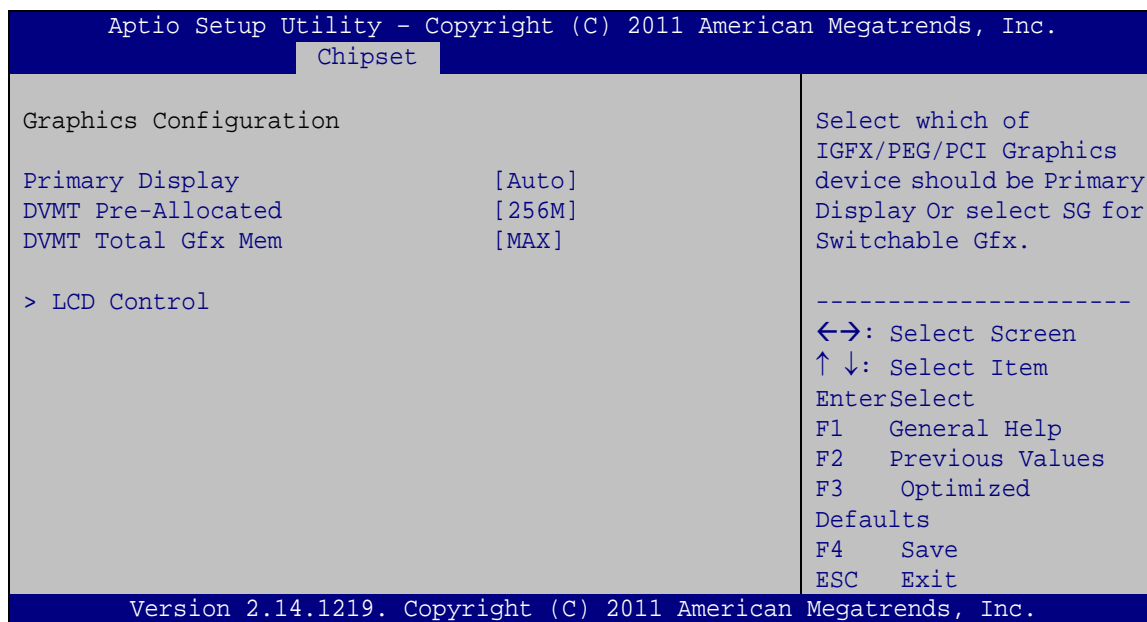 Aptio Setup Utility – Copyright (C) 2011 American Megatrends, Inc.
Chipset
Graphics Configuration
Primary Display [Auto]
DVMT Pre-Allocated [256M]
DVMT Total Gfx Mem [MAX]
> LCD Control
Select which of
IGFX/PEG/PCI Graphics
device should be Primary
Display Or select SG for
Switchable Gfx.
----------------------
←→: Select Screen
↑ ↓: Select Item
EnterSelect
F1 General Help
F2 Previous Values
F3 Optimized
Defaults
F4 Save
ESC Exit
Version 2.14.1219. Copyright (C) 2011 American Megatrends, Inc.